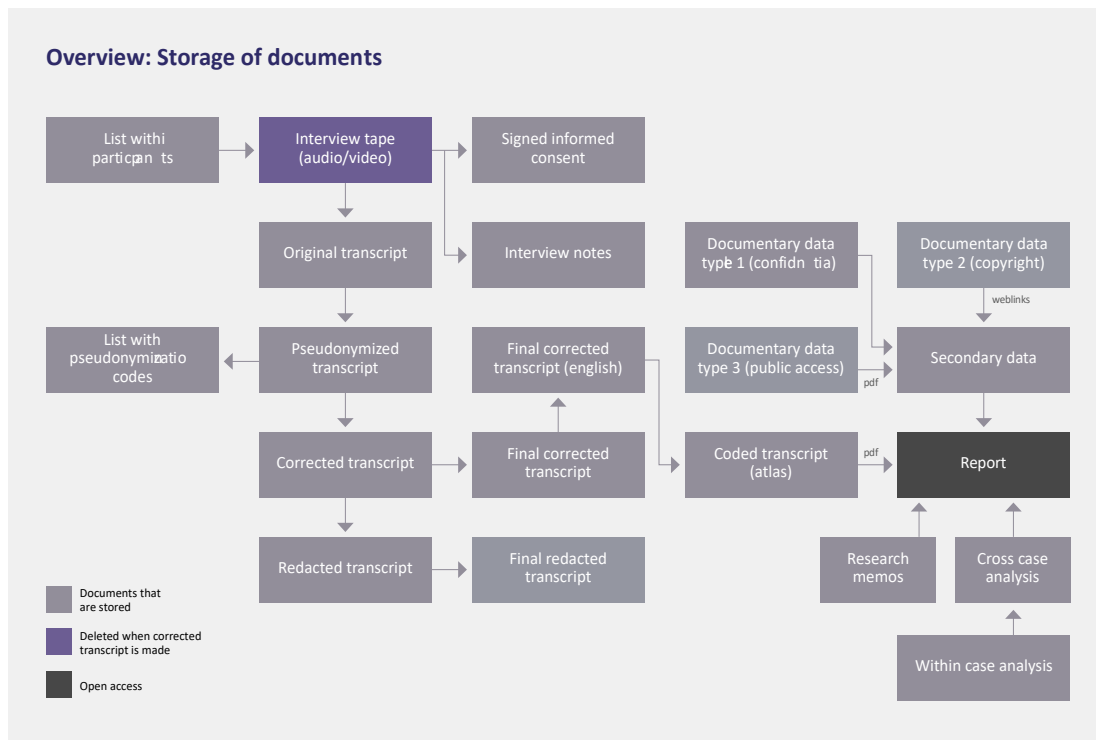 Overview: Storage of documents
List withi
particpan ts
Interview tape
(audio/video)
Signed informed
consent
Original transcript
Interview notes
Documentary data
type 1 (confidn tia)
Documentary data
type 2 (copyright)
weblinks
List with
pseudonyminzatio
codes
Pseudonymized
transcript
Final corrected
transcript (english)
Documentary data
type 3 (public access)
pdf
Secondary data
Corrected transcript
Final corrected
transcript
Coded transcript
(atlas)
pdf
Report
Redacted transcript
Final redacted
transcript
Research
memos
Cross case
analysis
Within case analysis
Documents that
are stored
Deleted when corrected
transcript is made
Open access